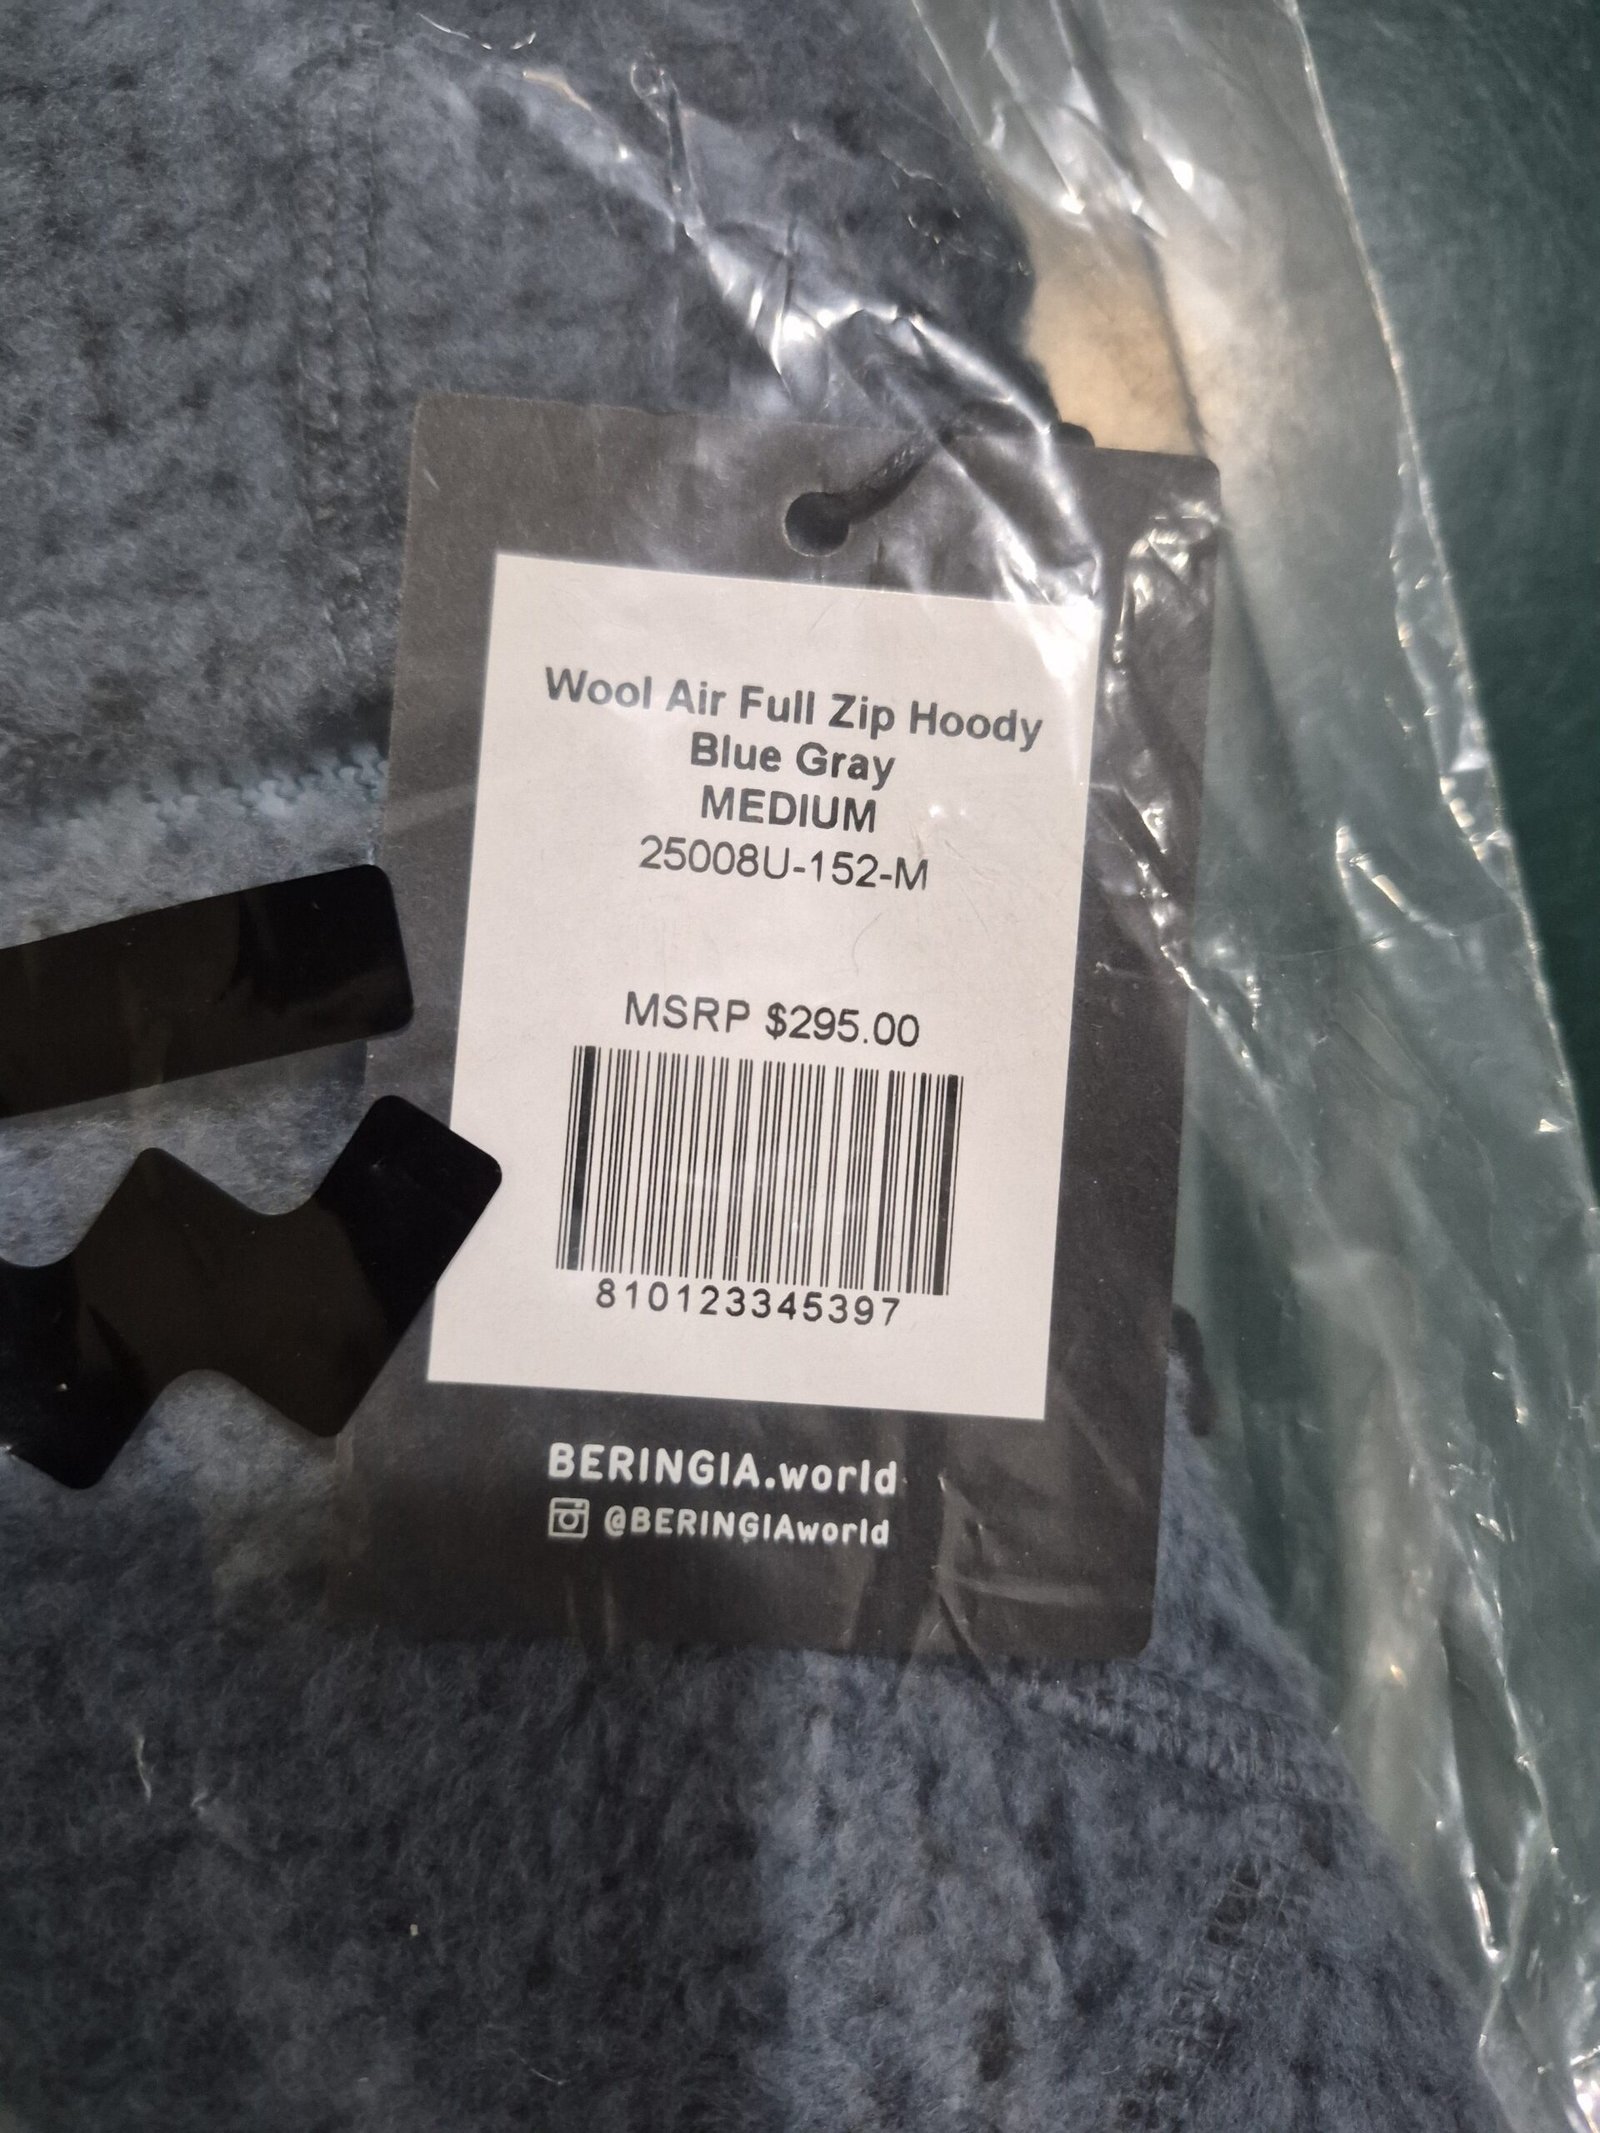 Wool Air Full Zip Hoody
Blue Gray
MEDIUM
25008U-152-M
MSRP $295.00
810123345397
BERINGIA.world
@BERINGIAworld